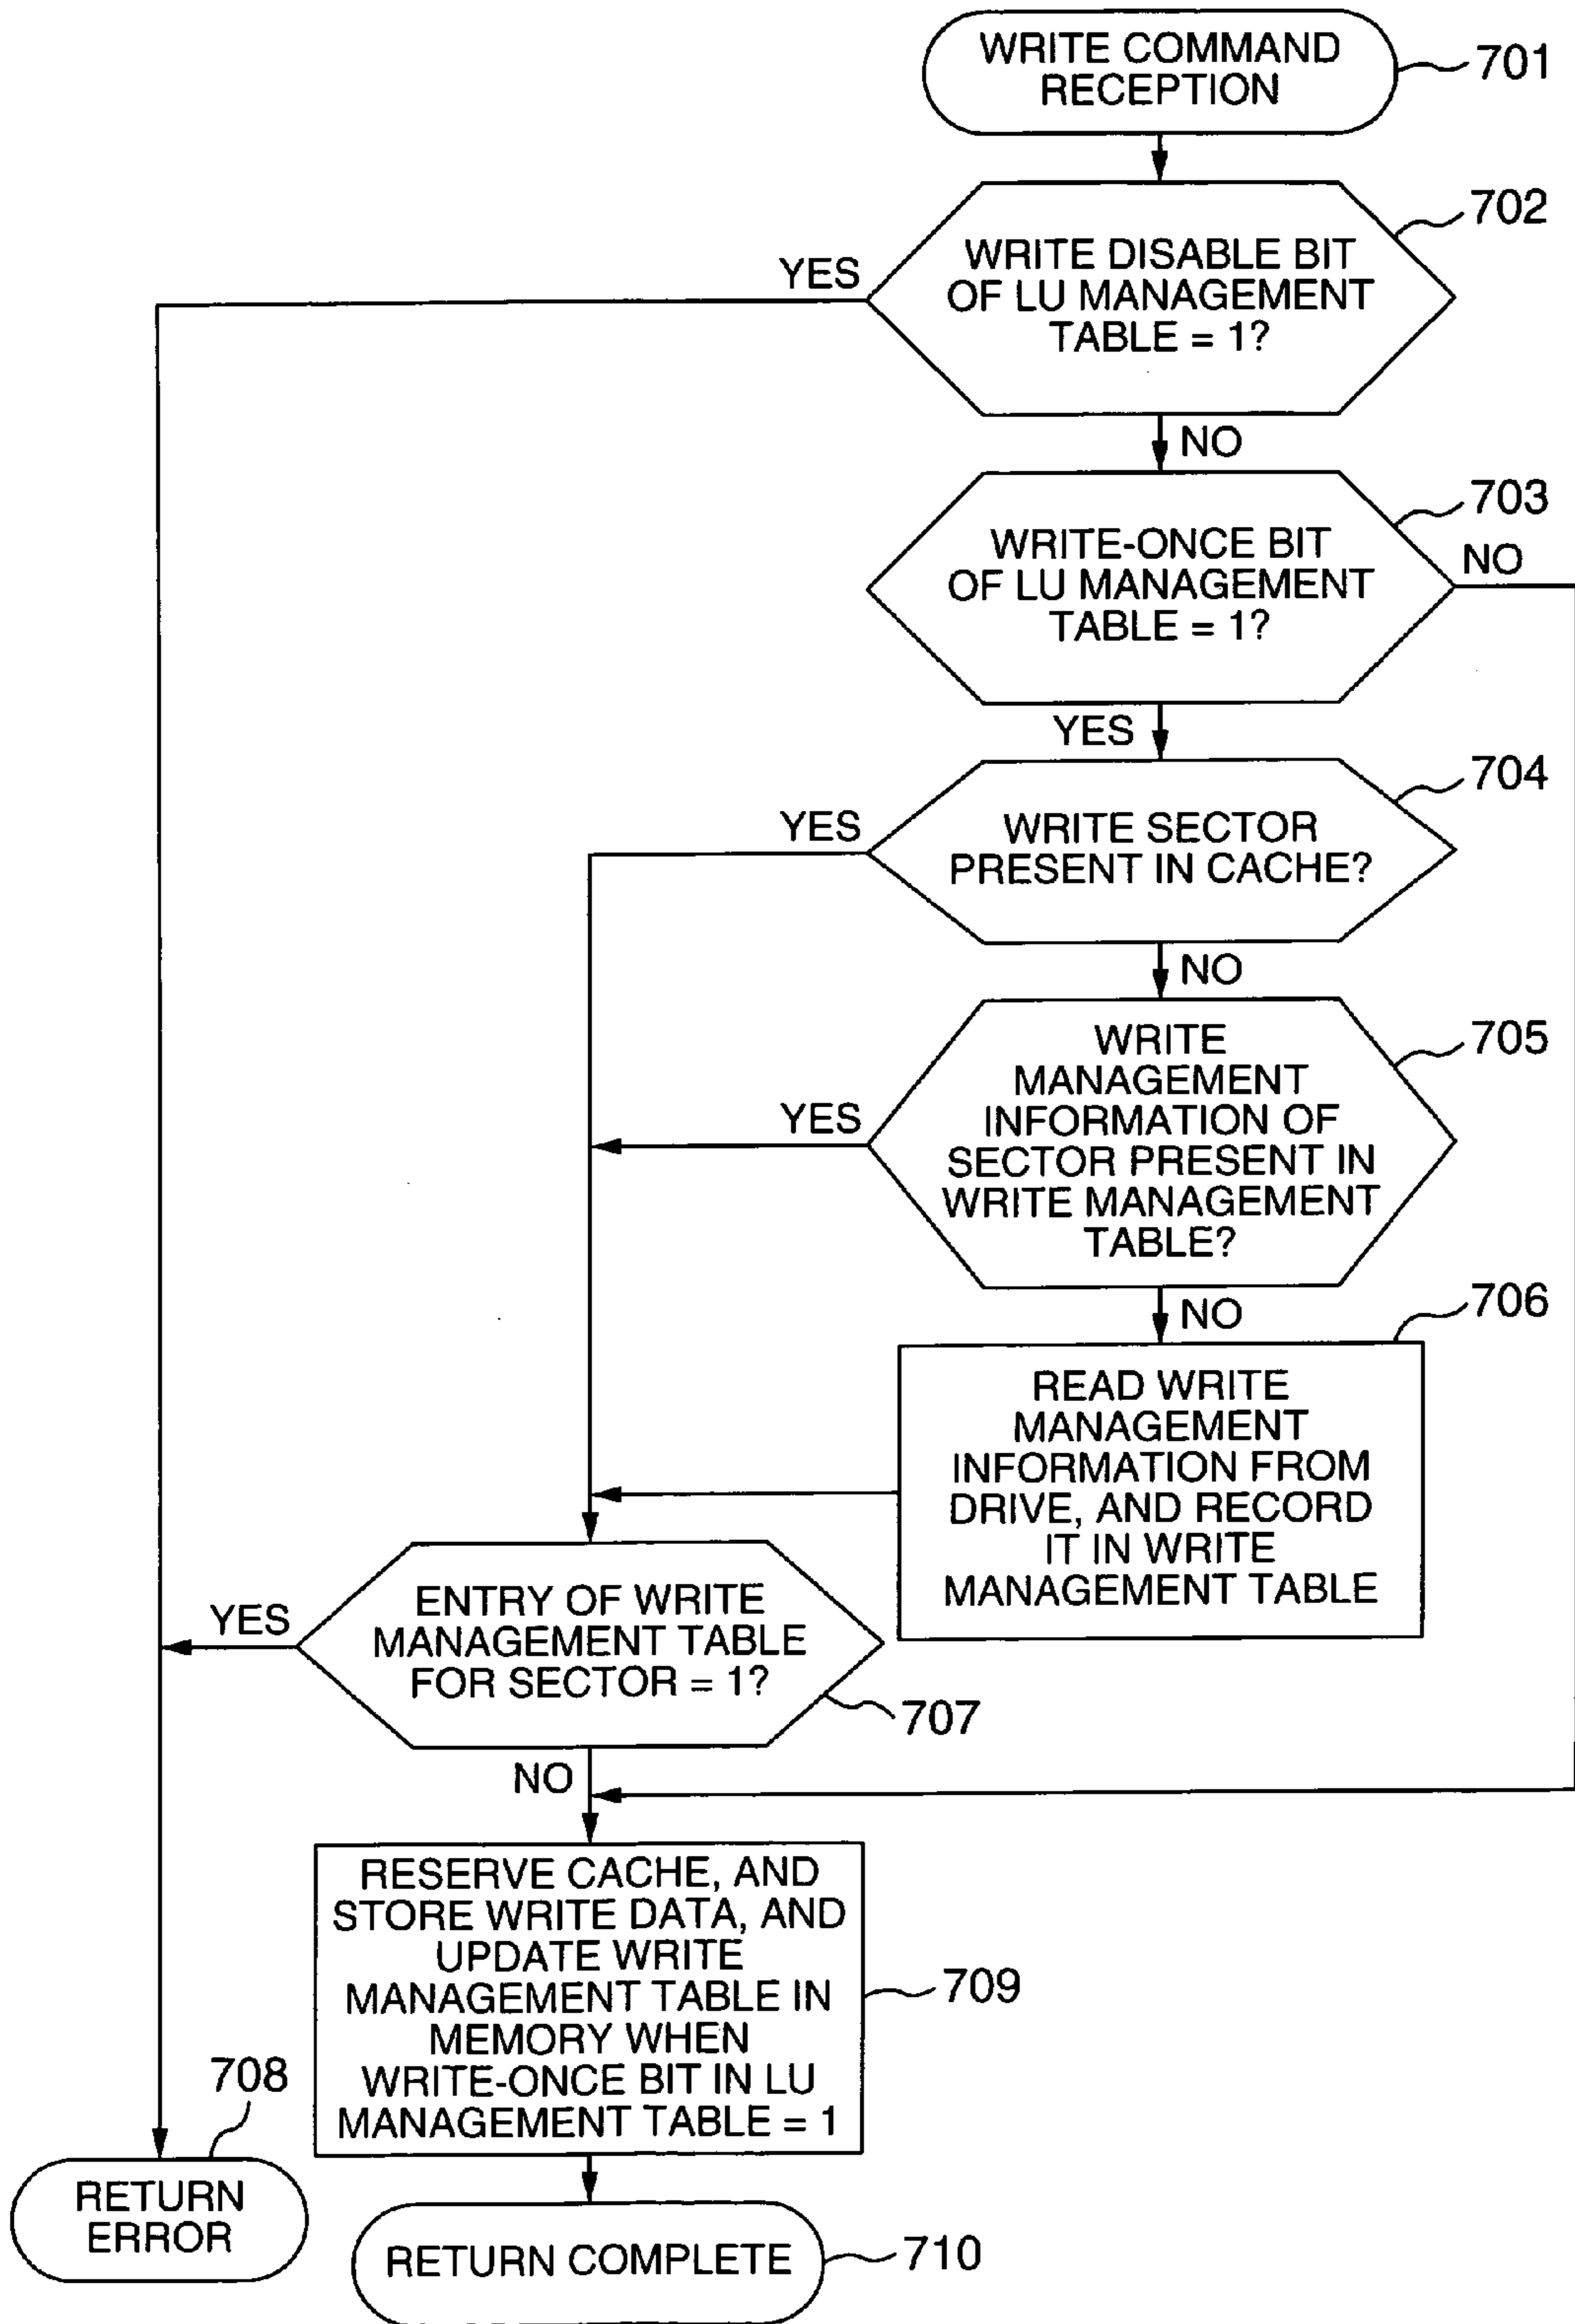 WRITE COMMAND
RECEPTION
701
702
WRITE DISABLE BIT
OF LU MANAGEMENT
TABLE = 1?
YES
NO
703
WRITE-ONCE BIT
OF LU MANAGEMENT
TABLE = 1?
NO
YES
704
WRITE SECTOR
PRESENT IN CACHE?
YES
NO
705
WRITE
MANAGEMENT
INFORMATION OF
SECTOR PRESENT IN
WRITE MANAGEMENT
TABLE?
YES
NO
706
READ WRITE
MANAGEMENT
INFORMATION FROM
DRIVE, AND RECORD
IT IN WRITE
MANAGEMENT TABLE
ENTRY OF WRITE
MANAGEMENT TABLE
FOR SECTOR = 1?
YES
707
NO
RESERVE CACHE, AND
STORE WRITE DATA, AND
UPDATE WRITE
MANAGEMENT TABLE IN
MEMORY WHEN
WRITE-ONCE BIT IN LU
MANAGEMENT TABLE = 1
709
708
RETURN
ERROR
RETURN COMPLETE
710